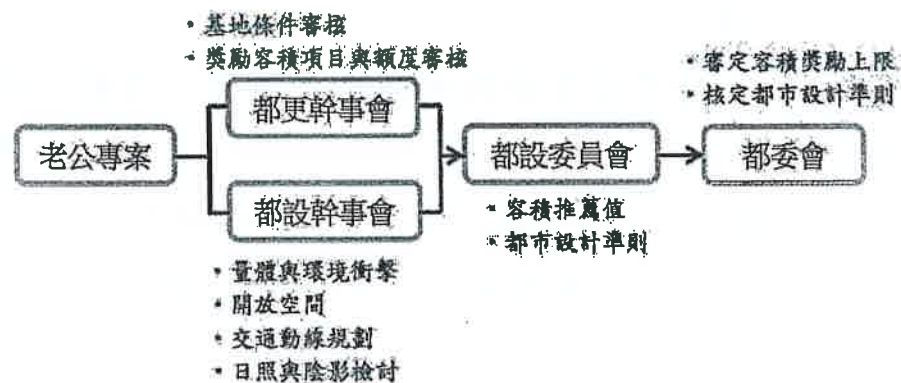 • 基地條件審核
• 獎勵容積項目與額度審核
• 審定容積獎勵上限
• 核定都市設計準則
都更幹事會
老公專案
都設委員會
都委會
都設幹事會
• 容積推薦值
• 都市設計準則
• 量體與環境衝擊
• 開放空間
• 交通動線規劃
• 日照與陰影檢討